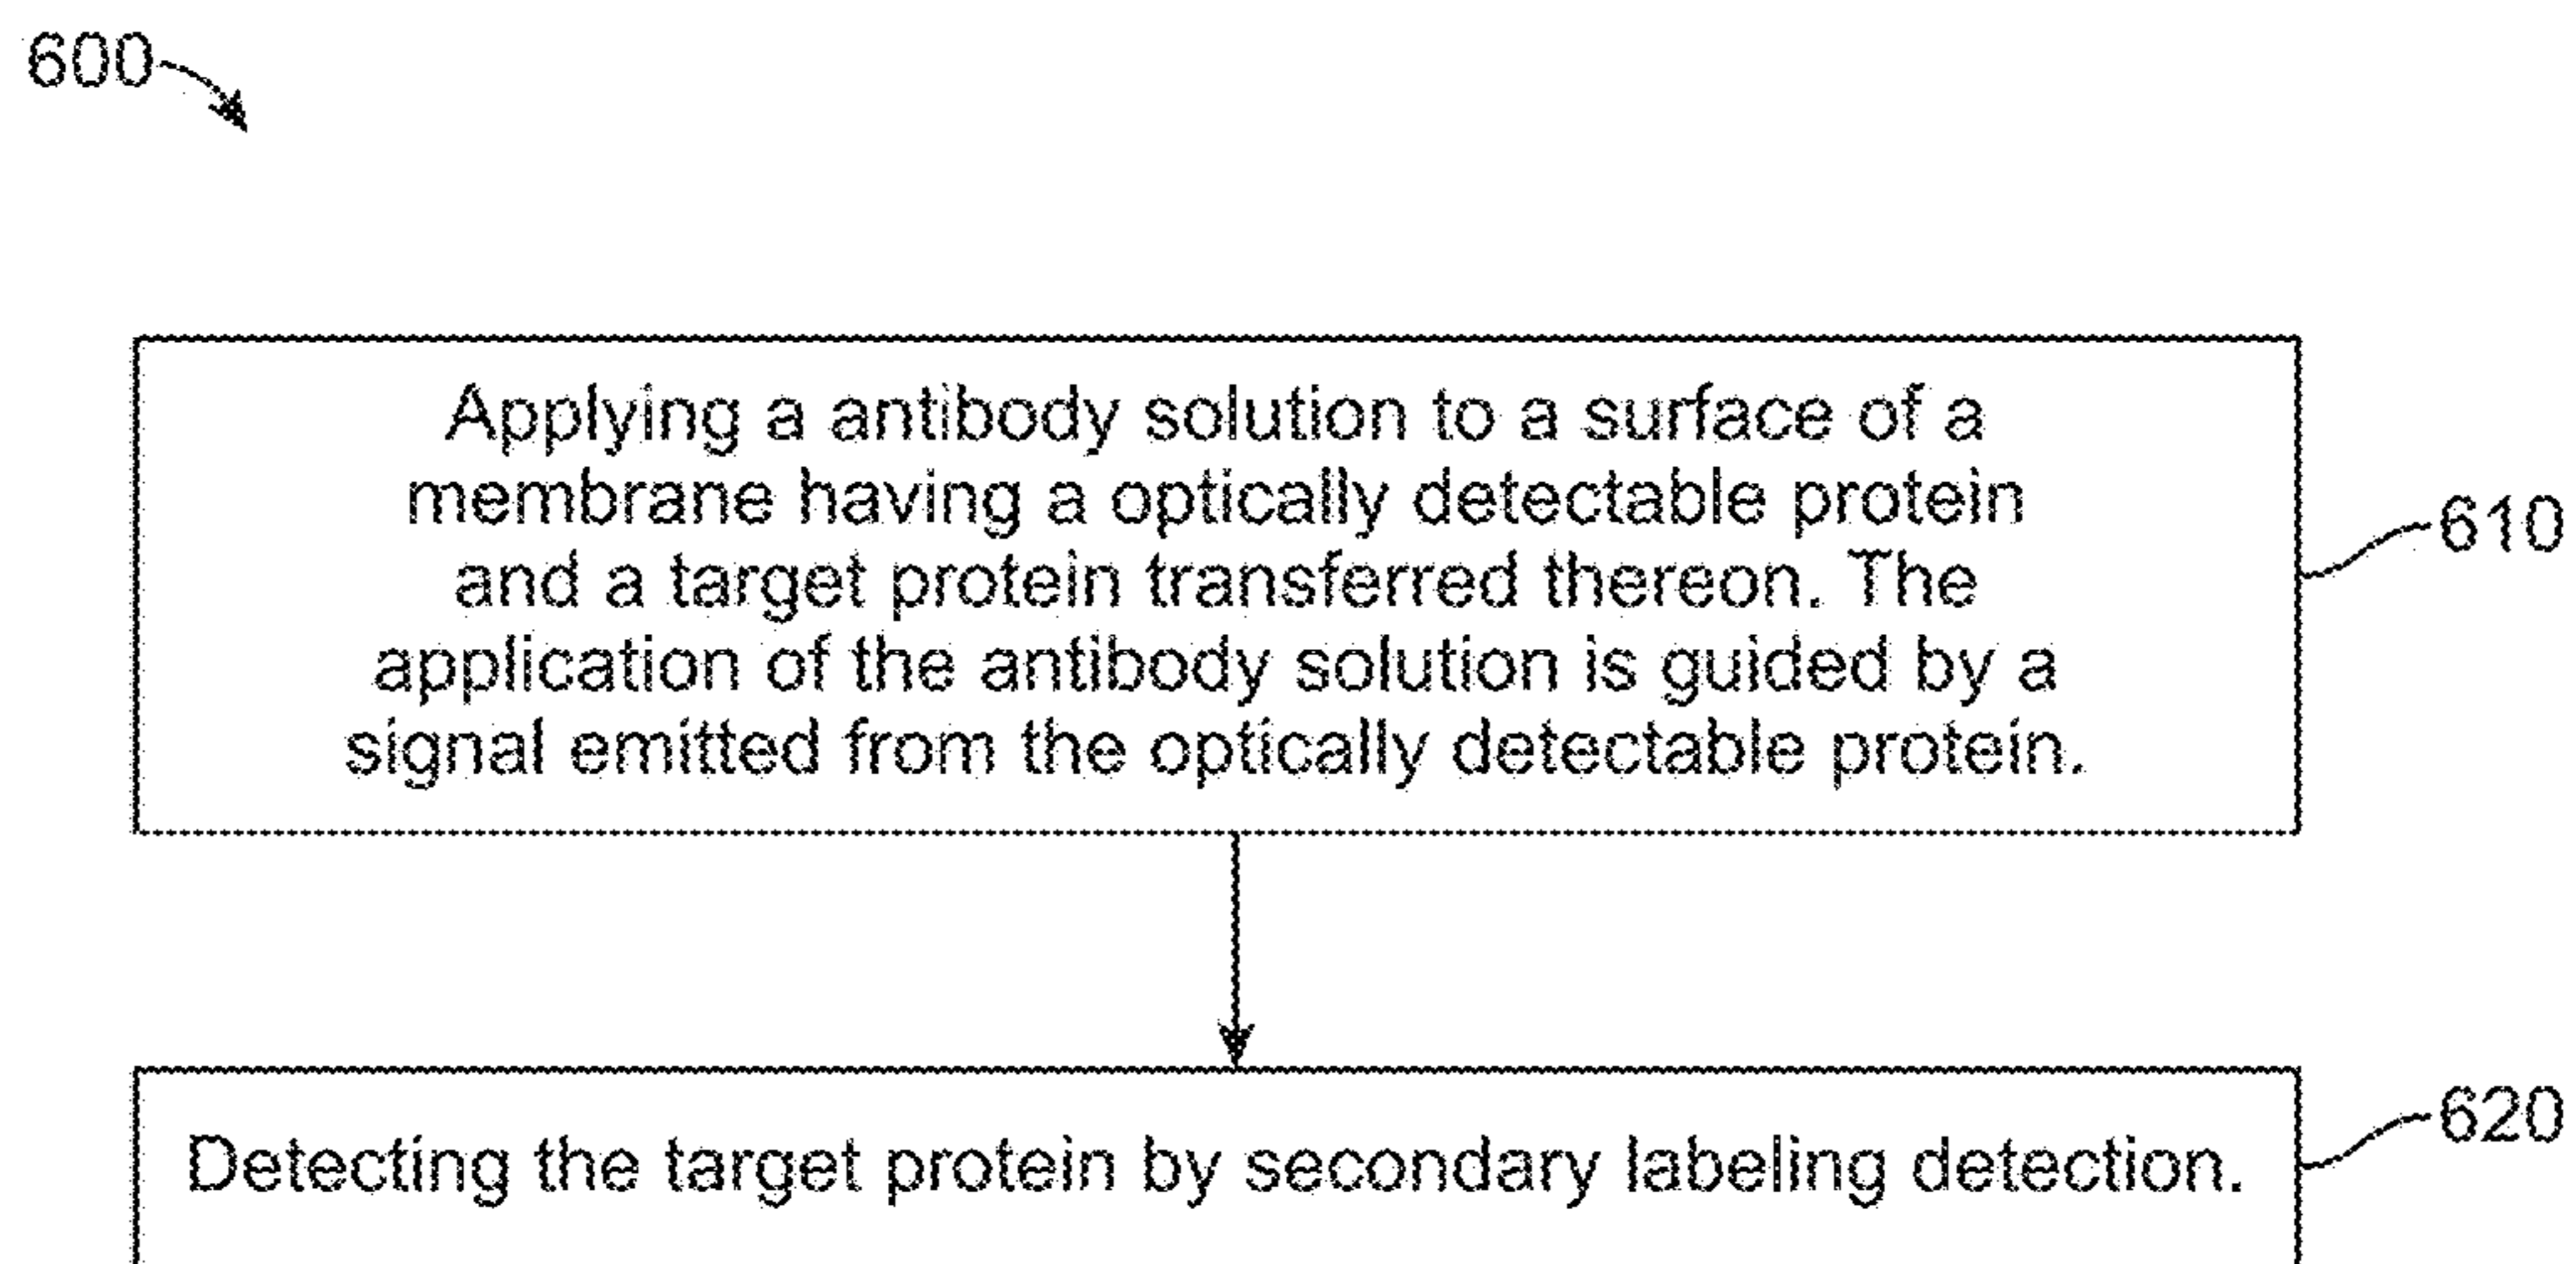 600
Applying a antibody solution to a surface of a
membrane having a optically detectable protein
and a target protein transferred thereon. The
application of the antibody solution is guided by a
signal emitted from the optically detectable protein.
610
Detecting the target protein by secondary labeling detection.
620